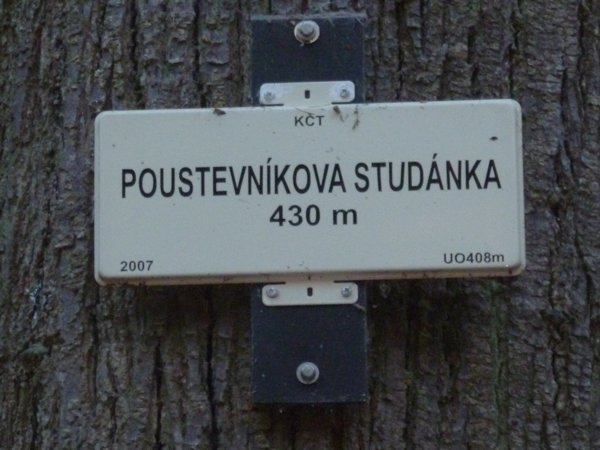 KČT
POUSTEVNÍKOVA STUDÁNKA
430 m
2007 UO408m